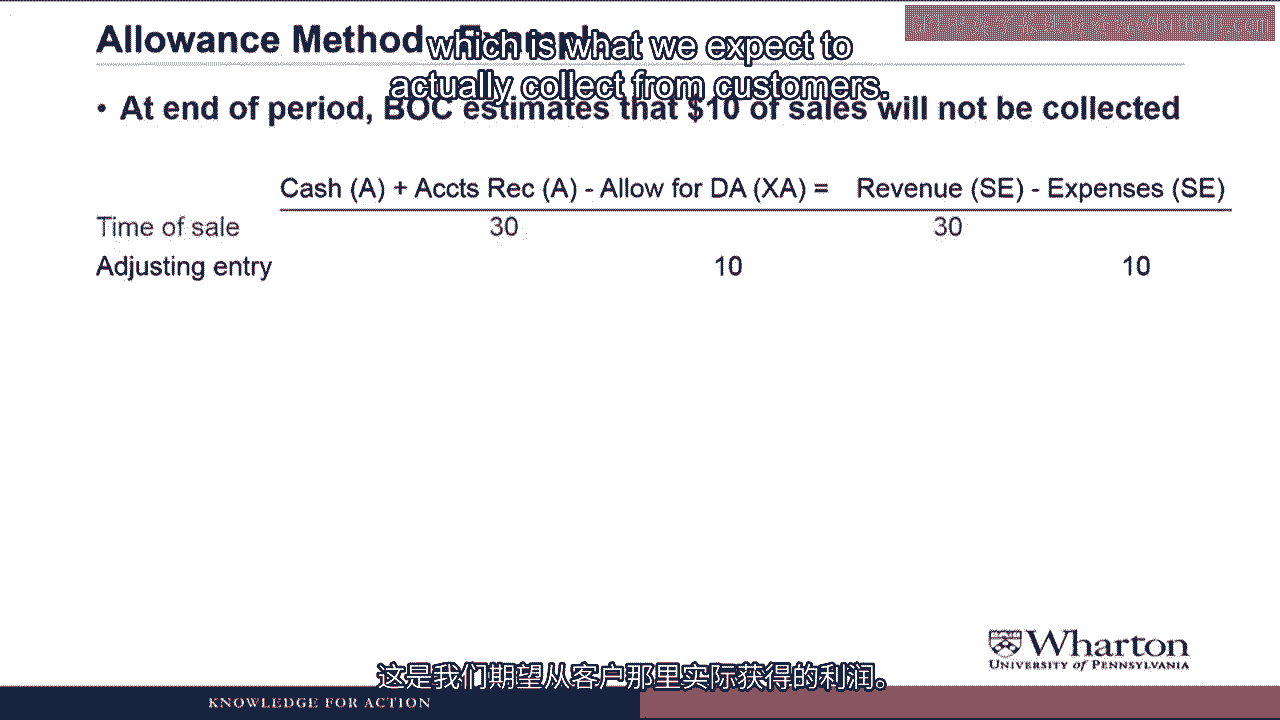 Allowance Method
which is what we expect to
actually collect from customers.
• At end of period, BOC estimates that $10 of sales will not be collected
Cash (A) + Accts Rec (A) - Allow for DA (XA) = Revenue (SE) - Expenses (SE)
Time of sale 30 30
Adjusting entry 10 10
Wharton
UNIVERSITY of PENNSYLVANIA
这是我们期望从客户那里实际获得的利润。
KNOWLEDGE FOR ACTION